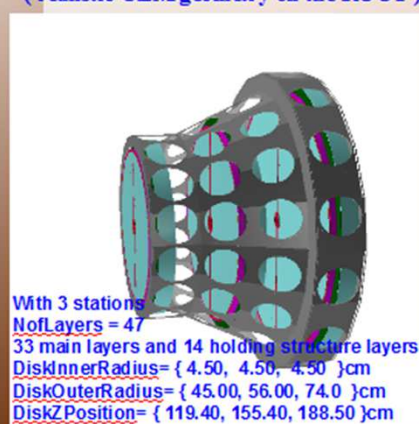 With 3 stations
NofLayers = 47
33 main layers and 14 holding structure layers
DiskInnerRadius= { 4.50, 4.50, 4.50 }cm
DiskOuterRadius= { 45.00, 56.00, 74.0 }cm
DiskZPosition= { 119.40, 155.40, 188.50 }cm